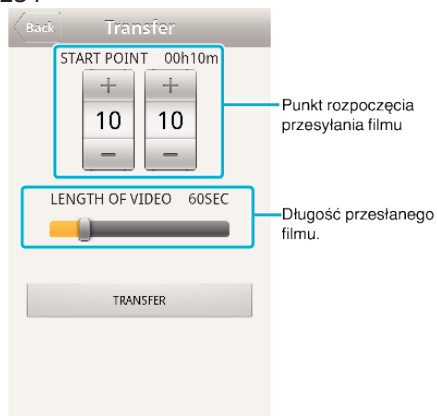 Back Transfer
START POINT 00h10m
+ +
10 10
− −
Punkt rozpoczęcia
przesyłania filmu
LENGTH OF VIDEO 60SEC
Długość przesłanego
filmu.
TRANSFER